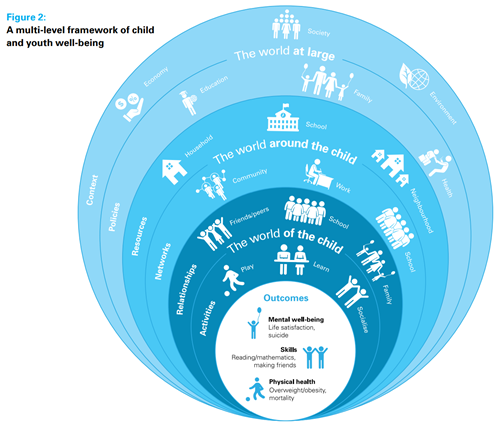 Figure 2:
A multi-level framework of child
and youth well-being
Society
The world at large
Economy
Education
Family
Environment
Health
Context
Policies
School
Household
The world around the child
Neighbourhood
Community
Work
School
Resources
Networks
Friends/peers
School
The world of the child
Family
Play
Learn
Socialise
Relationships
Activities
Outcomes
Mental well-being
Life satisfaction,
suicide
Skills
Reading/mathematics,
making friends
Physical health
Overweight/obesity,
mortality